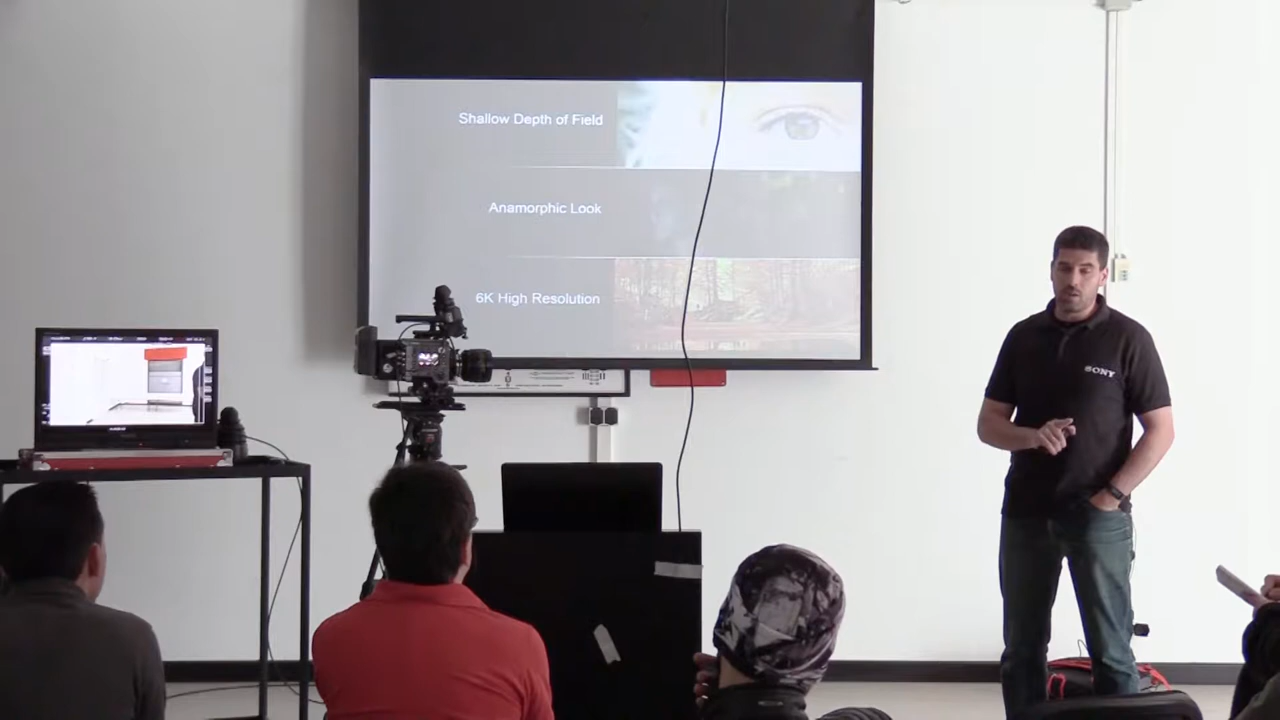 Shallow Depth of Field
Anamorphic Look
6K High Resolution
SONY